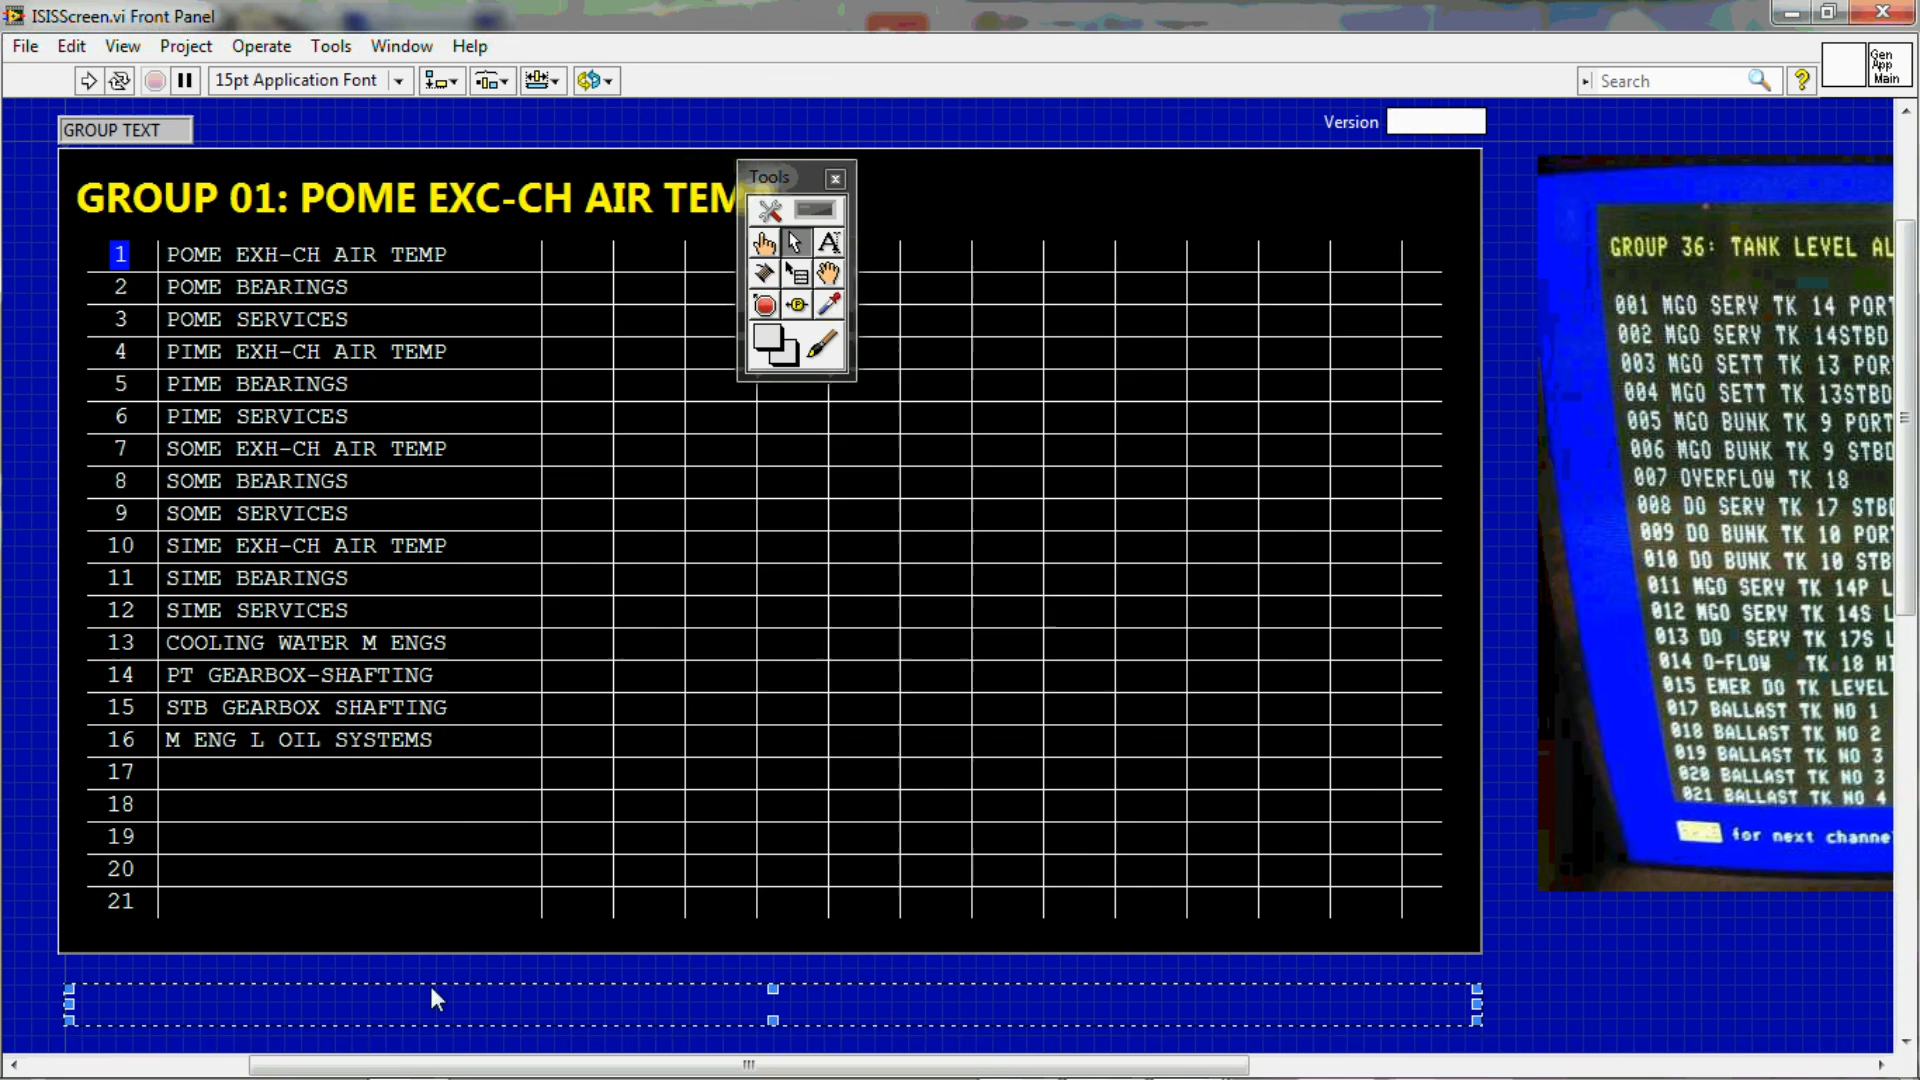 ISISScreen.vi Front Panel
File Edit View Project Operate Tools Window Help
15pt Application Font
Search
?
Gen
App
Main
GROUP TEXT
Version
Tools
GROUP 01: POME EXC-CH AIR TEM
1 POME EXH-CH AIR TEMP
2 POME BEARINGS
3 POME SERVICES
4 PIME EXH-CH AIR TEMP
5 PIME BEARINGS
6 PIME SERVICES
7 SOME EXH-CH AIR TEMP
8 SOME BEARINGS
9 SOME SERVICES
10 SIME EXH-CH AIR TEMP
11 SIME BEARINGS
12 SIME SERVICES
13 COOLING WATER M ENGS
14 PT GEARBOX-SHAFTING
15 STB GEARBOX SHAFTING
16 M ENG L OIL SYSTEMS
17
18
19
20
21
GROUP 36: TANK LEVEL AL
001 MGO SERV TK 14 PORT
002 MGO SERV TK 14STBD
003 MGO SETT TK 13 POR
004 MGO SETT TK 13STBD
005 MGO BUNK TK 9 PORT
006 MGO BUNK TK 9 STBD
007 OVERFLOW TK 18
008 DO SERV TK 17 STB
009 DO BUNK TK 10 POR
010 DO BUNK TK 10 STB
011 MGO SERV TK 14P L
012 MGO SERV TK 14S L
013 DO SERV TK 17S L
014 O-FLOW TK 18 HI
015 EMER DO TK LEVEL
017 BALLAST TK NO 1
018 BALLAST TK NO 2
019 BALLAST TK NO 3
020 BALLAST TK NO 3
021 BALLAST TK NO 4
for next channe